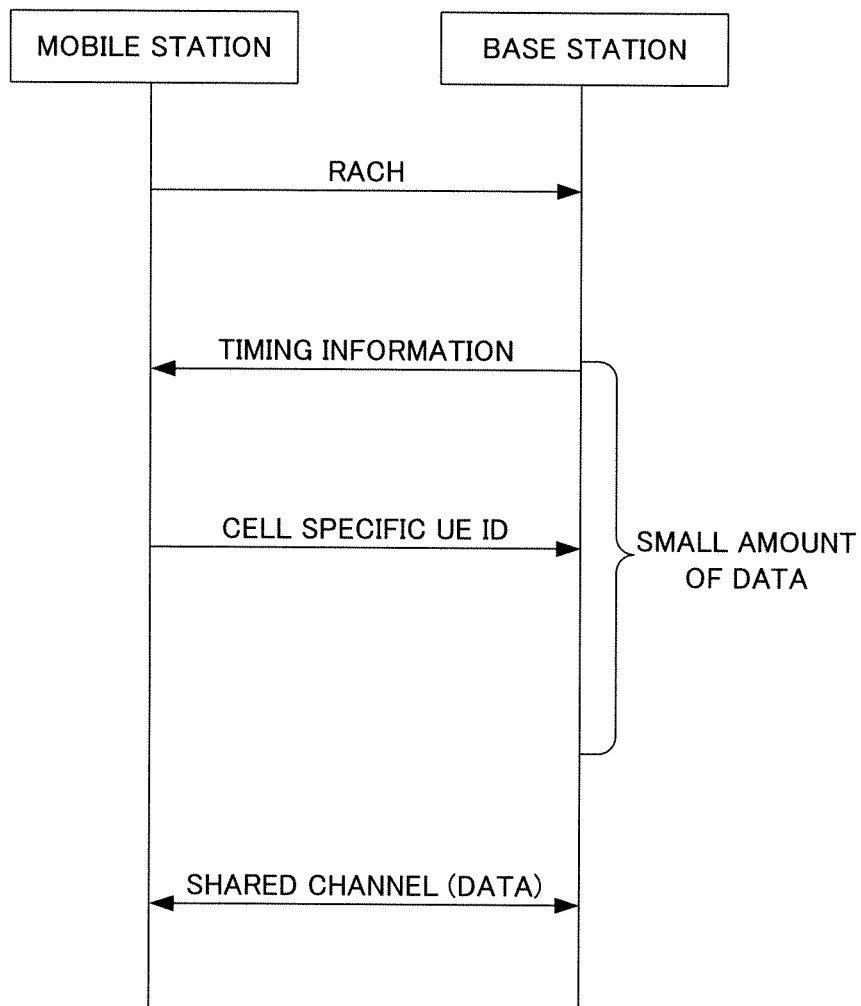 MOBILE STATION
BASE STATION
RACH
TIMING INFORMATION
CELL SPECIFIC UE ID
SMALL AMOUNT
OF DATA
SHARED CHANNEL (DATA)